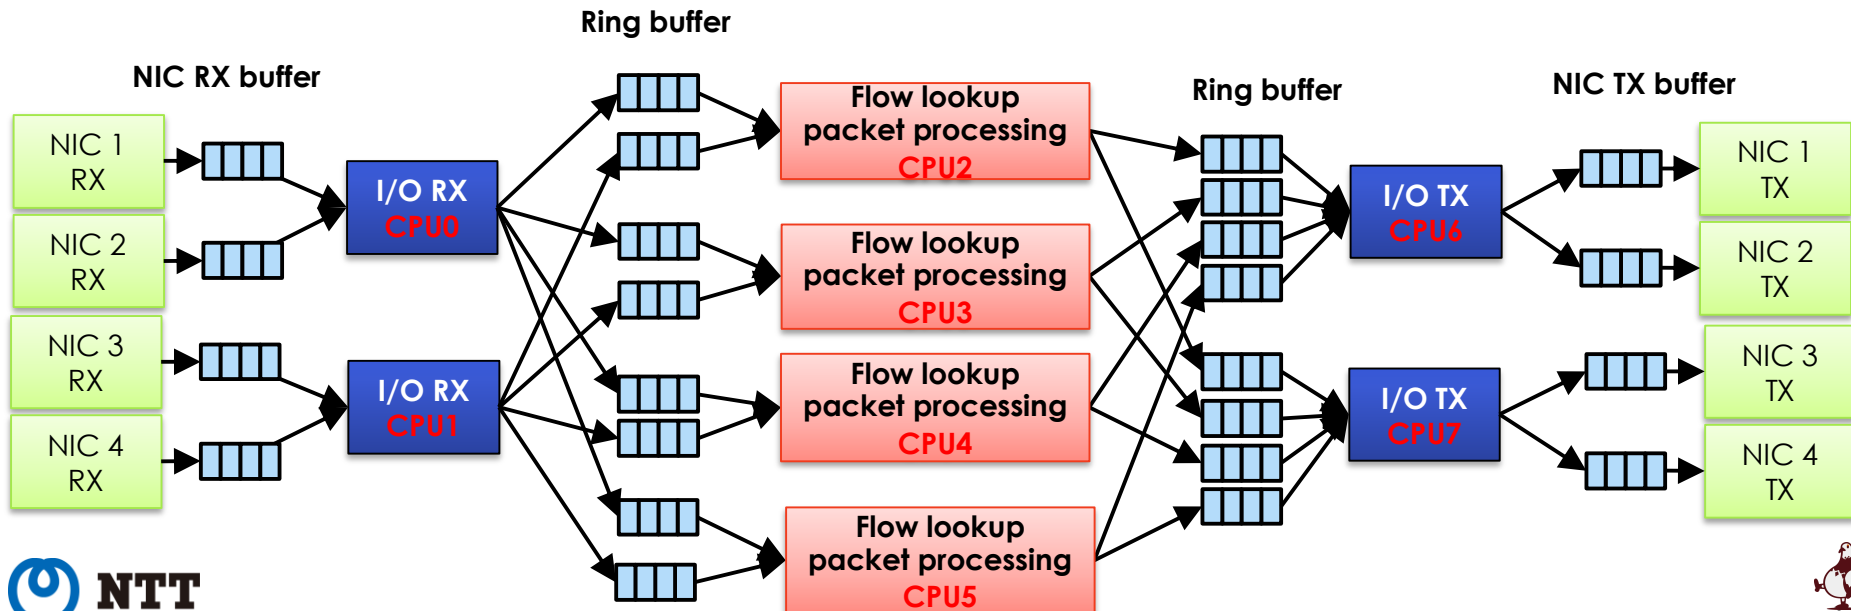 Ring buffer
NIC RX buffer
NIC 1
RX
NIC 2
RX
NIC 3
RX
NIC 4
RX
I/O RX
CPU0
I/O RX
CPU1
Flow lookup
packet processing
CPU2
Flow lookup
packet processing
CPU3
Flow lookup
packet processing
CPU4
Flow lookup
packet processing
CPU5
Ring buffer
I/O TX
CPU6
I/O TX
CPU7
NIC TX buffer
NIC 1
TX
NIC 2
TX
NIC 3
TX
NIC 4
TX
NTT